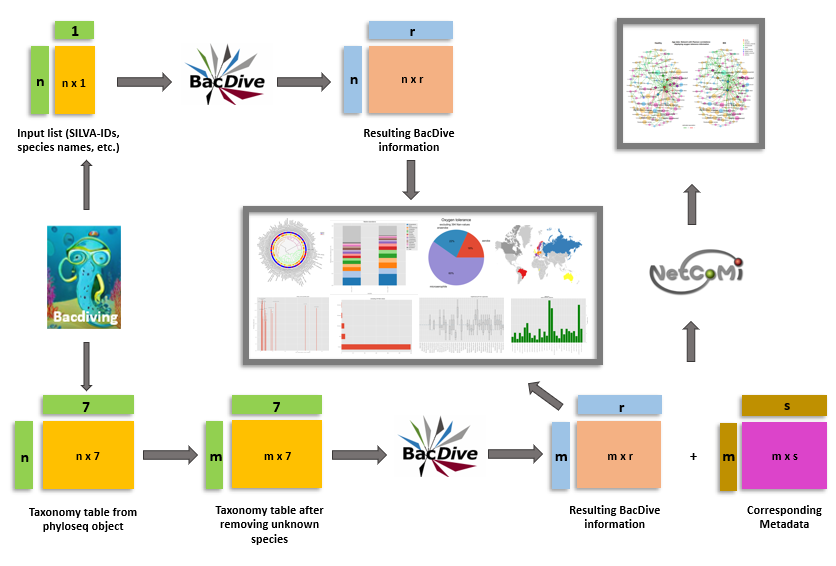 1
n
n x 1
BacDive
r
n
n x r
Input list (SILVA-IDs,
species names, etc.)
Resulting BacDive
information
Oxygen tolerance
Bacdiving
NetCoMi
7
n
n x 7
7
m
m x 7
BacDive
r
m
m x r
+
s
m
m x s
Taxonomy table from
phyloseq object
Taxonomy table after
removing unknown
species
Resulting BacDive
information
Corresponding
Metadata